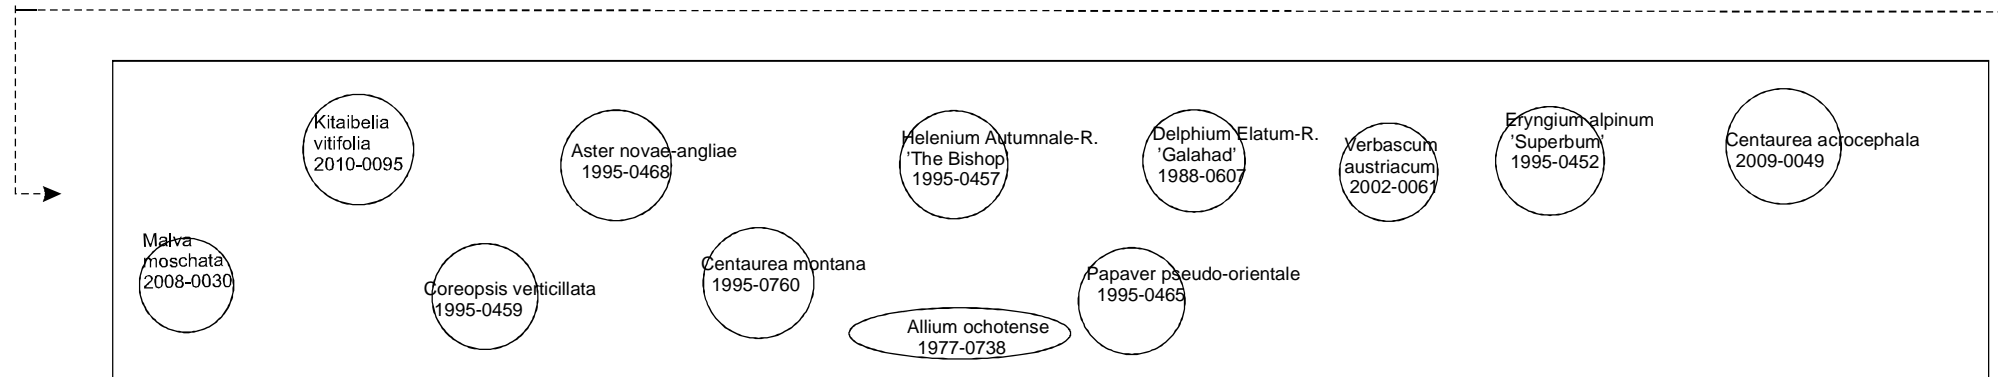 Kitaibelia
vitifolia
2010-0095
Aster novae-angliae
1995-0468
Helenium Autumnale-R.
'The Bishop'
1995-0457
Delphium Elatum-R.
'Galahad'
1988-0607
Verbascum
austriacum
2002-0061
Eryngium alpinum
'Superbum'
1995-0452
Centaurea acrocephala
2009-0049
Malva
moschata
2008-0030
Coreopsis verticillata
1995-0459
Centaurea montana
1995-0760
Allium ochotense
1977-0738
Papaver pseudo-orientale
1995-0465